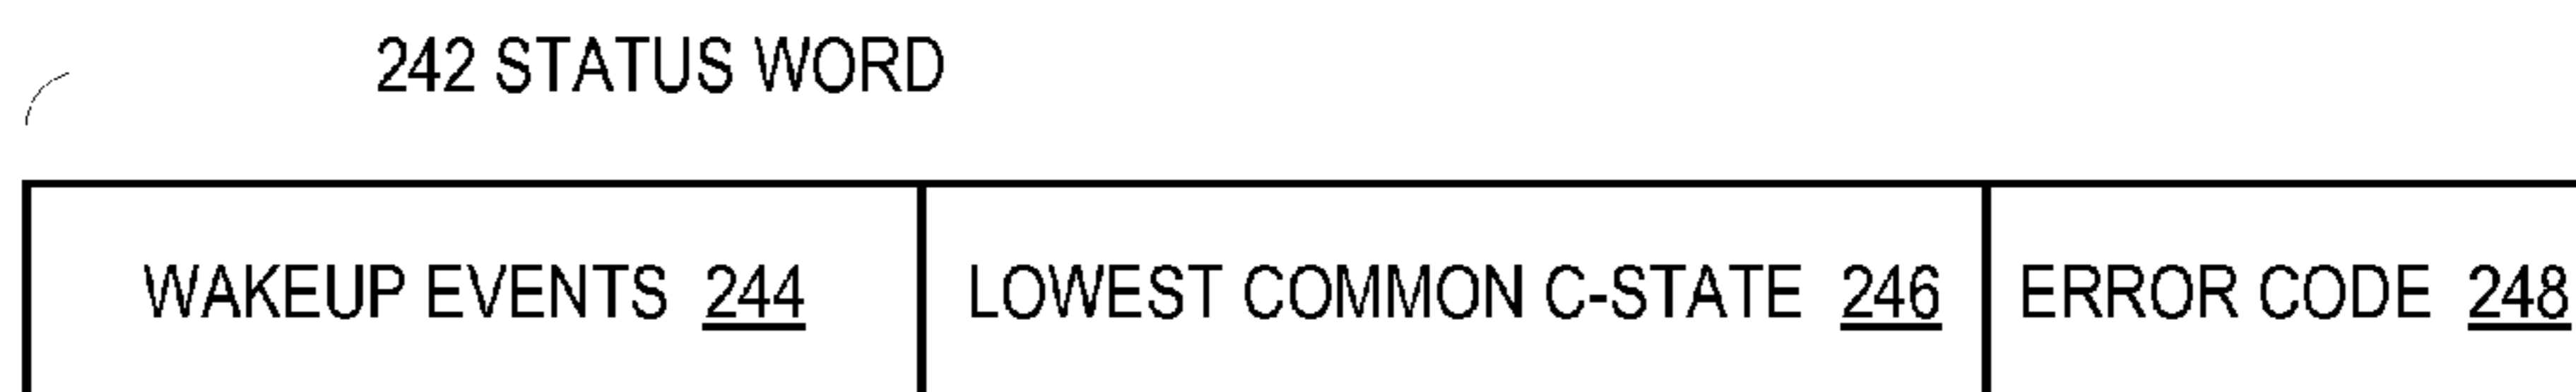 242 STATUS WORD
WAKEUP EVENTS 244 LOWEST COMMON C-STATE 246 ERROR CODE 248